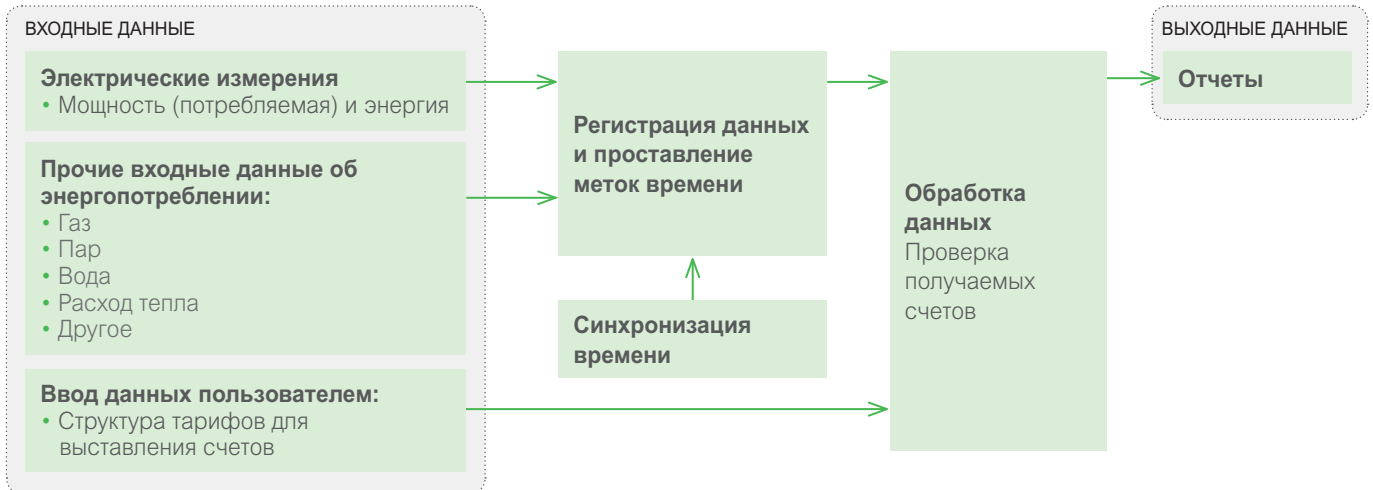 ВХОДНЫЕ ДАННЫЕ
Электрические измерения
• Мощность (потребляемая) и энергия
Прочие входные данные об
энергопотреблении:
• Газ
• Пар
• Вода
• Расход тепла
• Другое
Ввод данных пользователем:
• Структура тарифов для
выставления счетов
Регистрация данных
и проставление
меток времени
Синхронизация
времени
Обработка
данных
Проверка
получаемых
счетов
ВЫХОДНЫЕ ДАННЫЕ
Отчеты